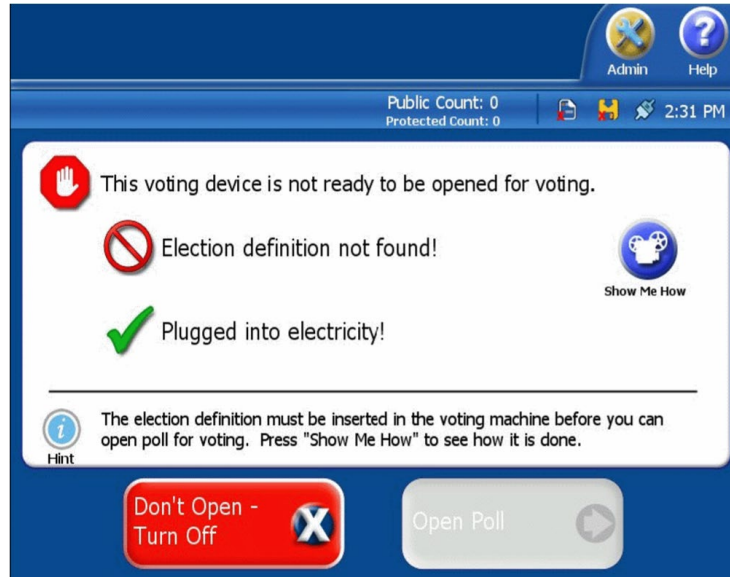 Admin
Help
Public Count: 0
Protected Count: 0
2:31 PM
This voting device is not ready to be opened for voting.
Election definition not found!
Show Me How
Plugged into electricity!
The election definition must be inserted in the voting machine before you can
open poll for voting. Press "Show Me How" to see how it is done.
Hint
Don't Open -
Turn Off
X
Open Poll